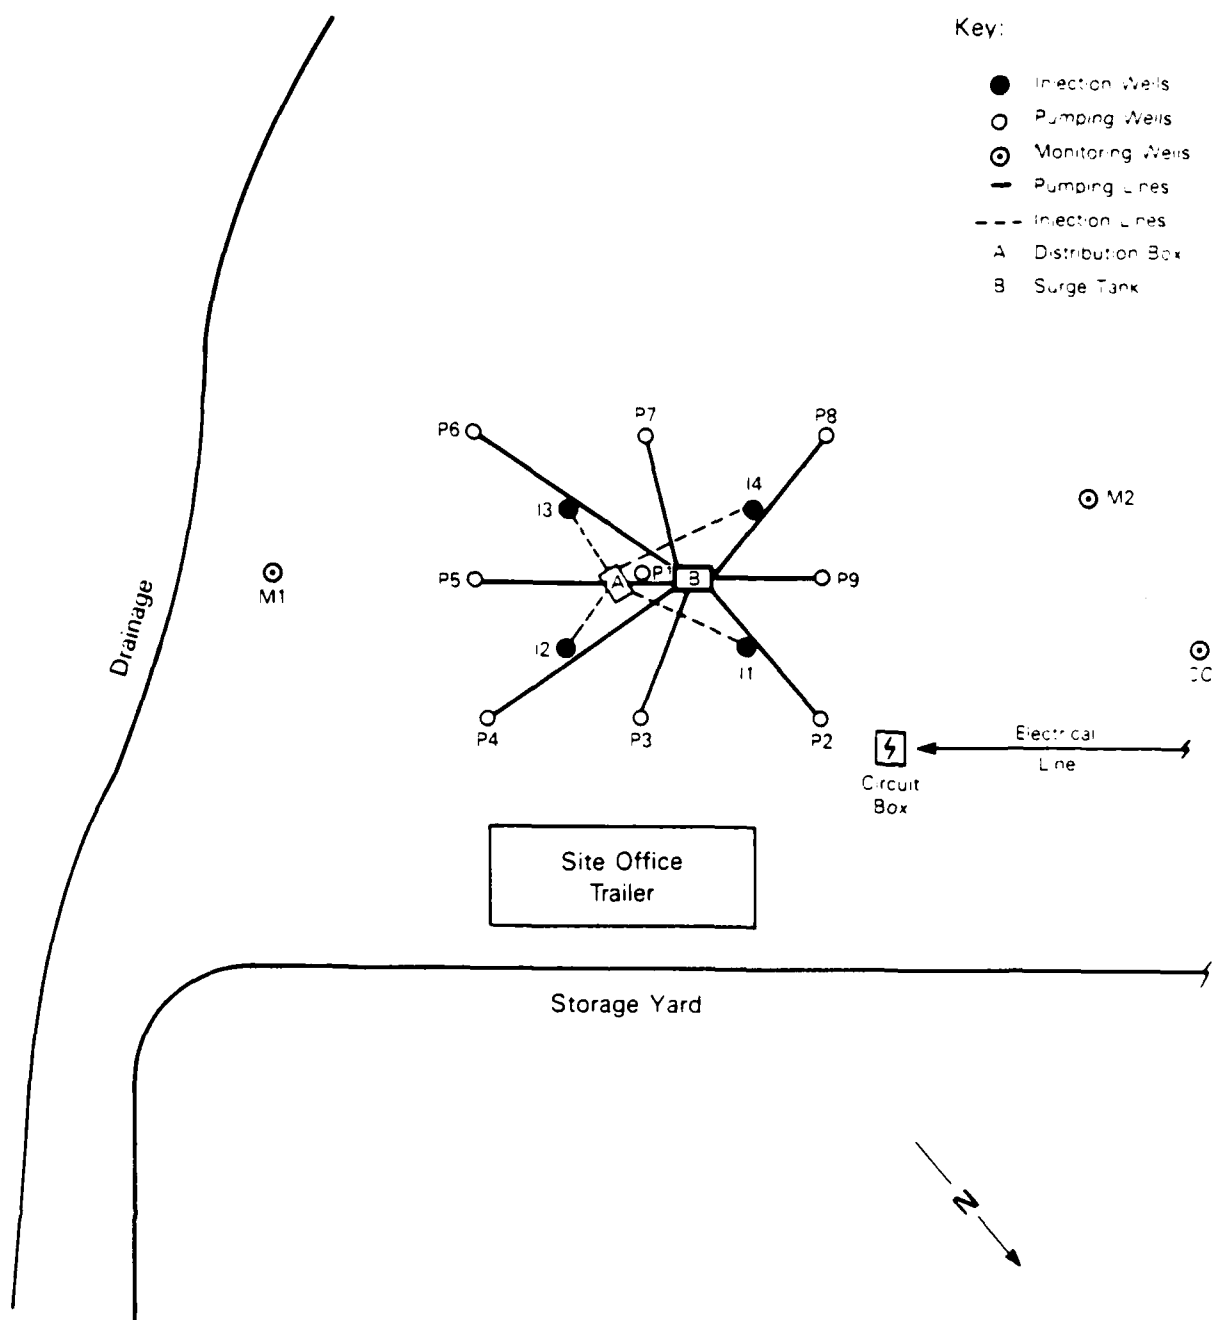 Key:
Injection Wells
Pumping Wells
Monitoring Wells
Pumping Lines
Injection Lines
A Distribution Box
B Surge Tank
P6
P7
P8
I3
I4
M2
M1
P5
A
P1
B
P9
I2
I1
P4
P3
P2
Drainage
Electrical
Line
Circuit
Box
Site Office
Trailer
Storage Yard
N